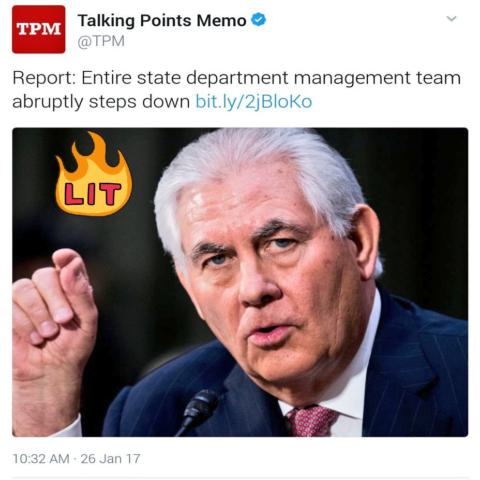 TPM
Talking Points Memo
@TPM
Report: Entire state department management team
abruptly steps down bit.ly/2jBloKo
LIT
10:32 AM · 26 Jan 17